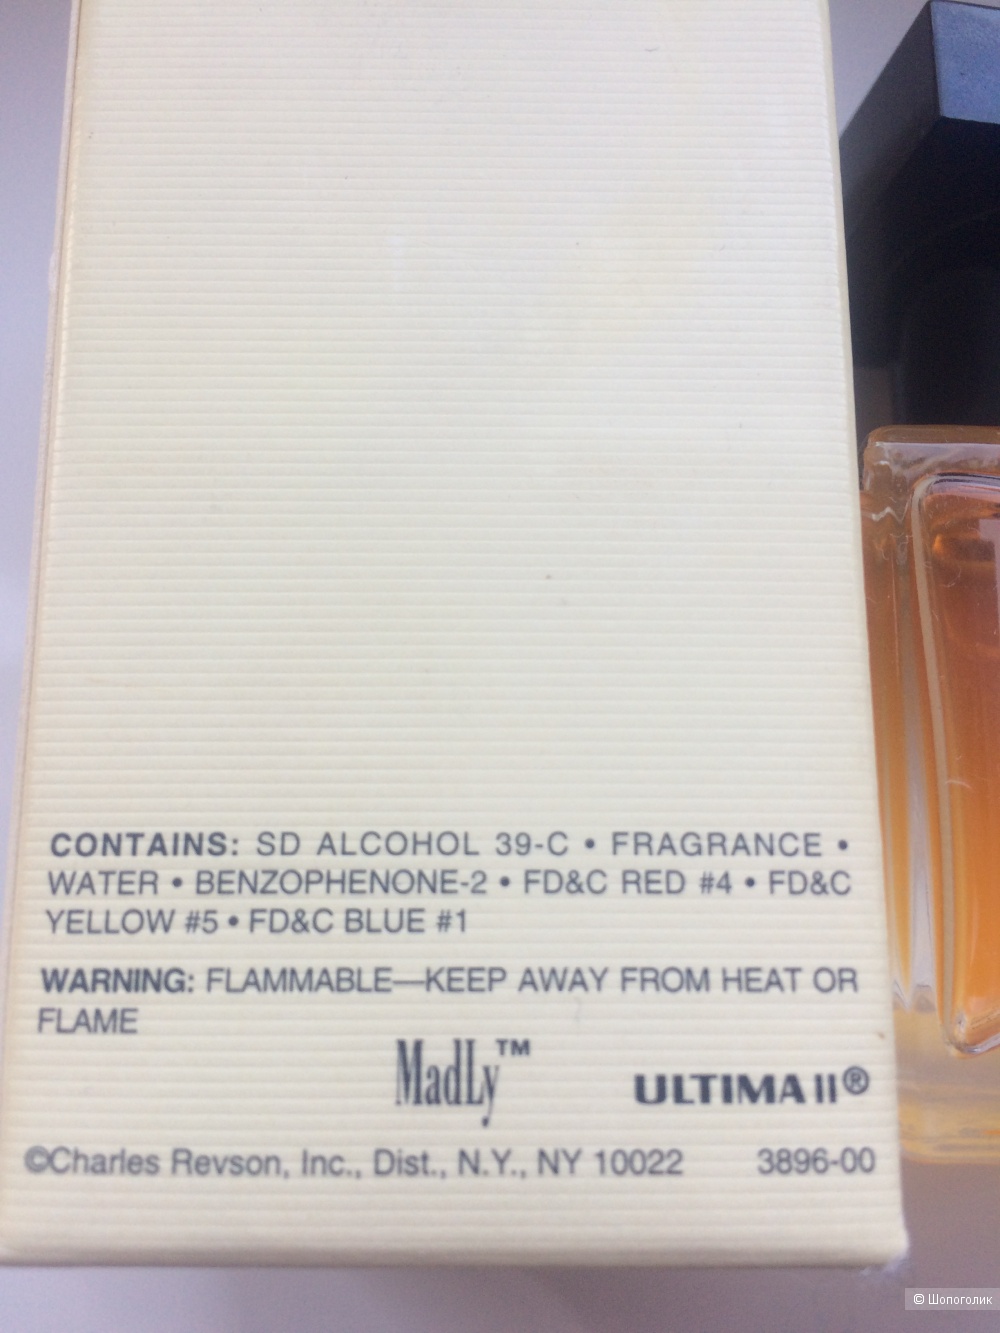 CONTAINS: SD ALCOHOL 39-C • FRAGRANCE •
WATER • BENZOPHENONE-2 • FD&C RED #4 • FD&C
YELLOW #5 • FD&C BLUE #1
WARNING: FLAMMABLE—KEEP AWAY FROM HEAT OR
FLAME
MadLy™
ULTIMA II®
©Charles Revson, Inc., Dist., N.Y., NY 10022 3896-00
© Шопоголик